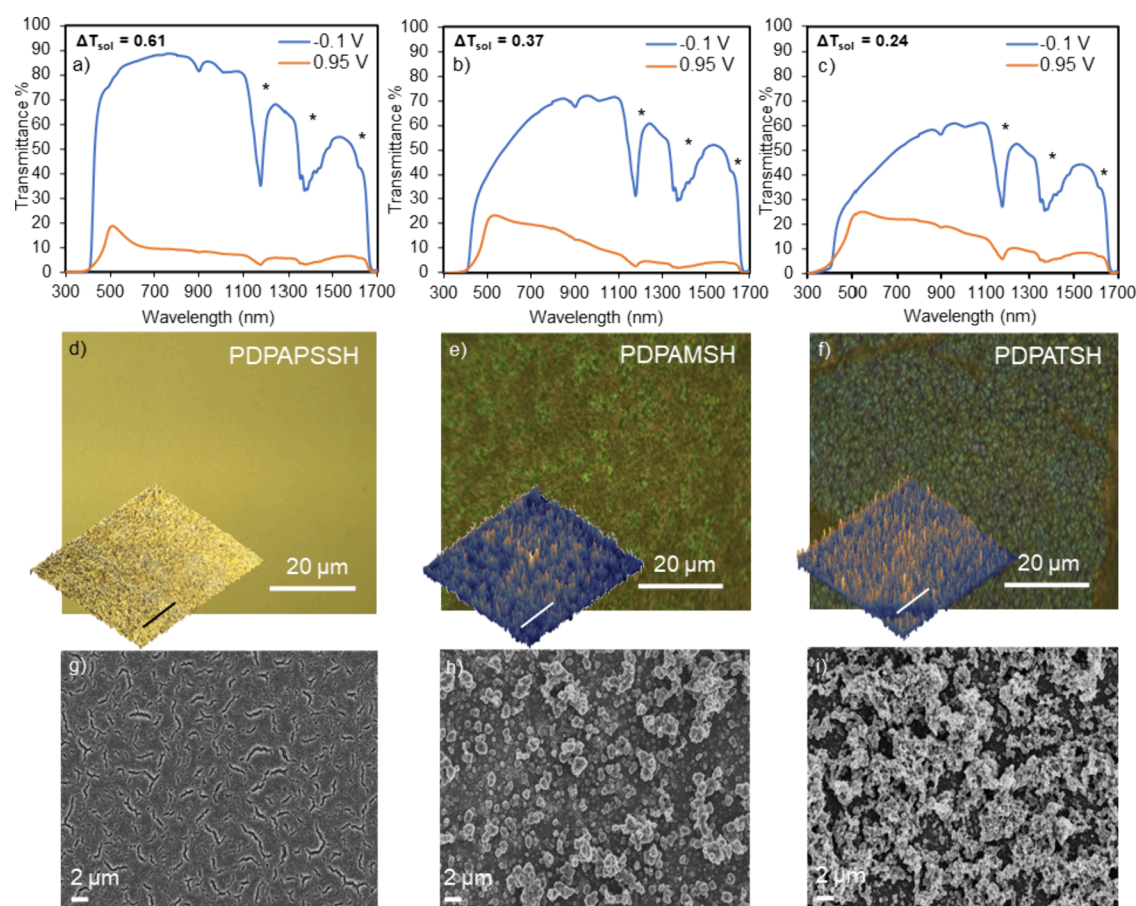 ΔTsol = 0.61
-0.1 V
0.95 V
a)
*
*
*
100
90
80
70
60
50
40
30
20
10
0
Transmittance %
300 500 700 900 1100 1300 1500 1700
Wavelength (nm)
ΔTsol = 0.37
-0.1 V
0.95 V
b)
*
*
*
100
90
80
70
60
50
40
30
20
10
0
Transmittance %
300 500 700 900 1100 1300 1500 1700
Wavelength (nm)
ΔTsol = 0.24
-0.1 V
0.95 V
c)
*
*
*
100
90
80
70
60
50
40
30
20
10
0
Transmittance %
300 500 700 900 1100 1300 1500 1700
Wavelength (nm)
d)
PDPAPSSH
20 µm
e)
PDPAMSH
20 µm
f)
PDPATSH
20 µm
g)
2 µm
h)
2 µm
i)
2 µm